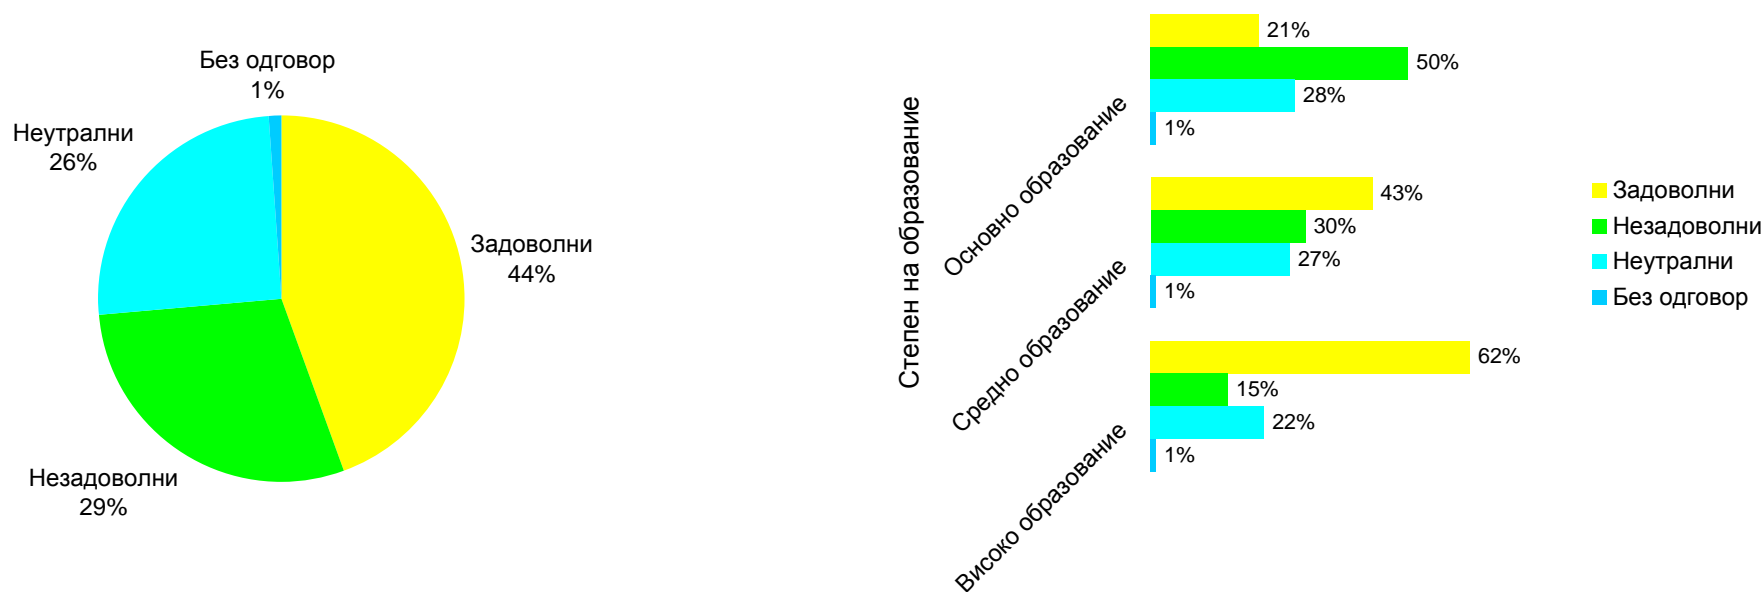 Без одговор
1%
Неутрални
26%
Задоволни
44%
Незадоволни
29%
Степен на образование
Основно образование
21%
50%
28%
1%
Средно образование
43%
30%
27%
1%
Високо образование
62%
15%
22%
1%
Задоволни
Незадоволни
Неутрални
Без одговор